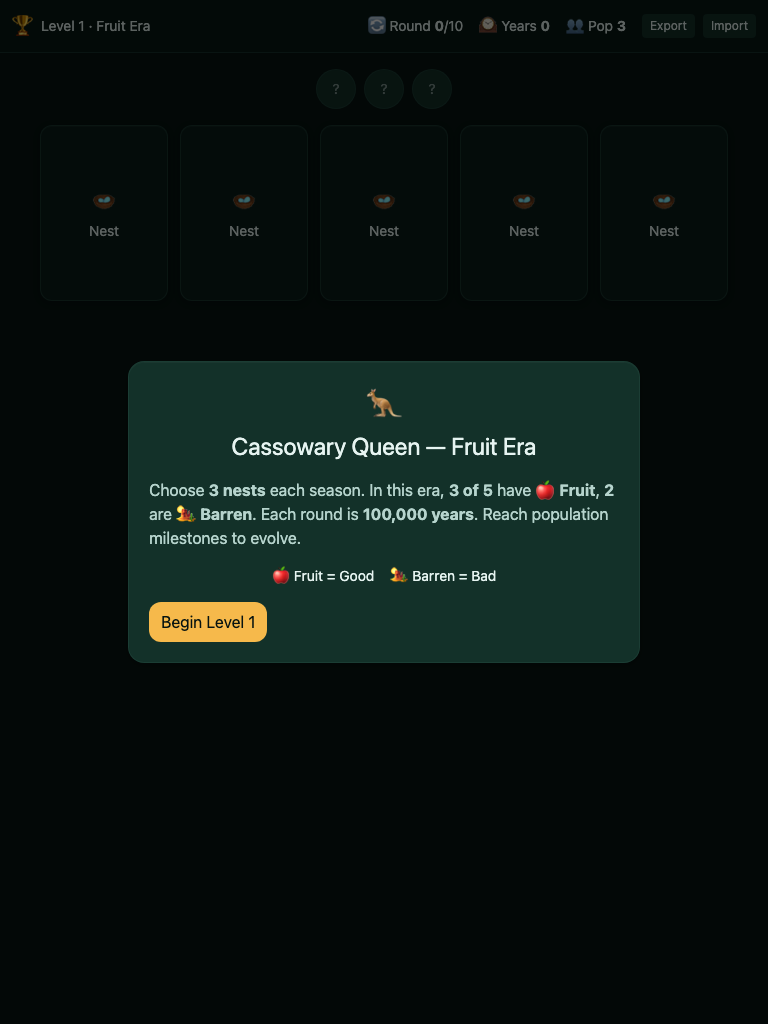 Level 1 · Fruit Era
Round 0/10
Years 0
Pop 3
Export
Import
? ? ?
Nest Nest Nest Nest Nest
Cassowary Queen — Fruit Era
Choose 3 nests each season. In this era, 3 of 5 have Fruit, 2
are Barren. Each round is 100,000 years. Reach population
milestones to evolve.
Fruit = Good Barren = Bad
Begin Level 1